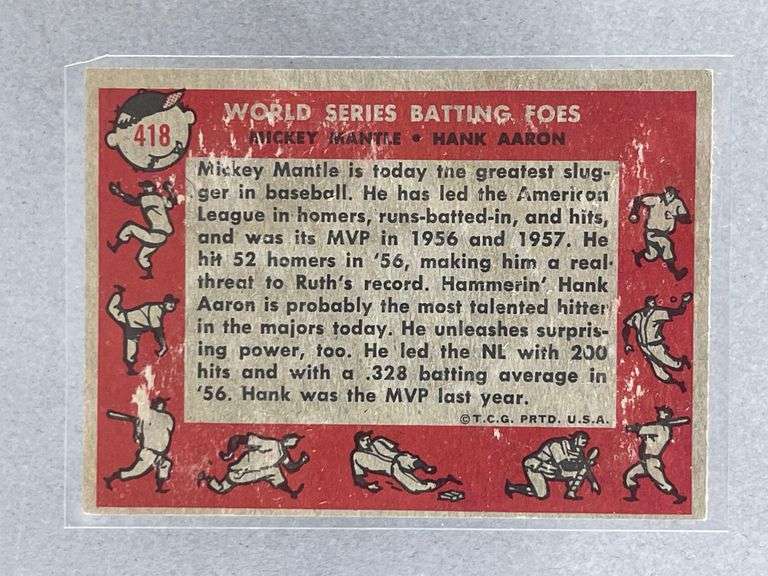 418
WORLD SERIES BATTING FOES
MICKEY MANTLE • HANK AARON
Mickey Mantle is today the greatest slug-
ger in baseball. He has led the American
League in homers, runs-batted-in, and hits,
and was its MVP in 1956 and 1957. He
hit 52 homers in '56, making him a real
threat to Ruth's record. Hammerin' Hank
Aaron is probably the most talented hitter
in the majors today. He unleashes surpris-
ing power, too. He led the NL with 200
hits and with a .328 batting average in
'56. Hank was the MVP last year.
©T.C.G. PRTD. U.S.A.